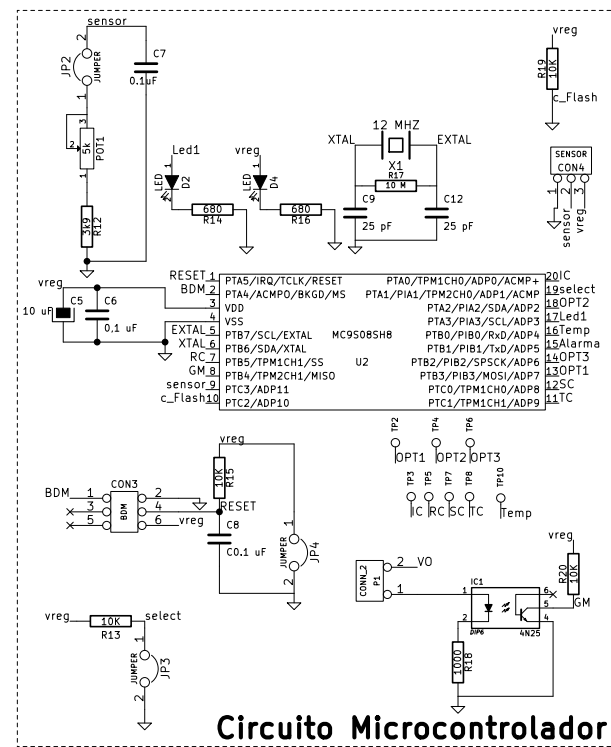 sensor
2
JP2
JUMPER
1
C7
0.1uF
3
2
5k
POT1
1
3k9
R12
Led1
1
LED
D2
2
680
R14
vreg
1
LED
D4
2
680
R16
12 MHZ
XTAL
EXTAL
X1
R17
10 M
C9
C12
25 pF
25 pF
vreg
R19
10K
c_Flash
SENSOR
CON4
1
2
3
sensor
vreg
vreg
C5
C6
10 uF
0,1 uF
RESET 1 PTA5/IRQ/TCLK/RESET
BDM 2 PTA4/ACMPO/BKGD/MS
3 VDD
4 VSS
EXTAL 5 PTB7/SCL/EXTAL
XTAL 6 PTB6/SDA/XTAL
RC 7 PTB5/TPM1CH1/SS
GM 8 PTB4/TPM2CH1/MISO
sensor 9 PTC3/ADP11
c_Flash 10 PTC2/ADP10
MC9S08SH8
U2
PTA0/TPM1CH0/ADP0/ACMP+ 20 IC
PTA1/PIA1/TPM2CH0/ADP1/ACMP 19 select
PTA2/PIA2/SDA/ADP2 18 OPT2
PTA3/PIA3/SCL/ADP3 17 Led1
PTB0/PIB0/RxD/ADP4 16 Temp
PTB1/PIB1/TxD/ADP5 15 Alarma
PTB2/PIB2/SPSCK/ADP6 14 OPT3
PTB3/PIB3/MOSI/ADP7 13 OPT1
PTC0/TPM1CH0/ADP8 12 SC
PTC1/TPM1CH1/ADP9 11 TC
TP2
TP4
TP6
OPT1
OPT2
OPT3
TP3
TP5
TP7
TP8
TP10
IC
RC
SC
TC
Temp
vreg
10K
R15
RESET
CON3
BDM
1
2
3
4
5
6
BDM
vreg
C8
C0.1 uF
1
JUMPER
JP4
2
CONN_2
P1
2
VO
1
IC1
1
2
DIP6
4N25
6
5
4
vreg
R20
10K
GM
1000
R18
vreg
10K
R13
select
1
JUMPER
JP3
2
Circuito Microcontrolador